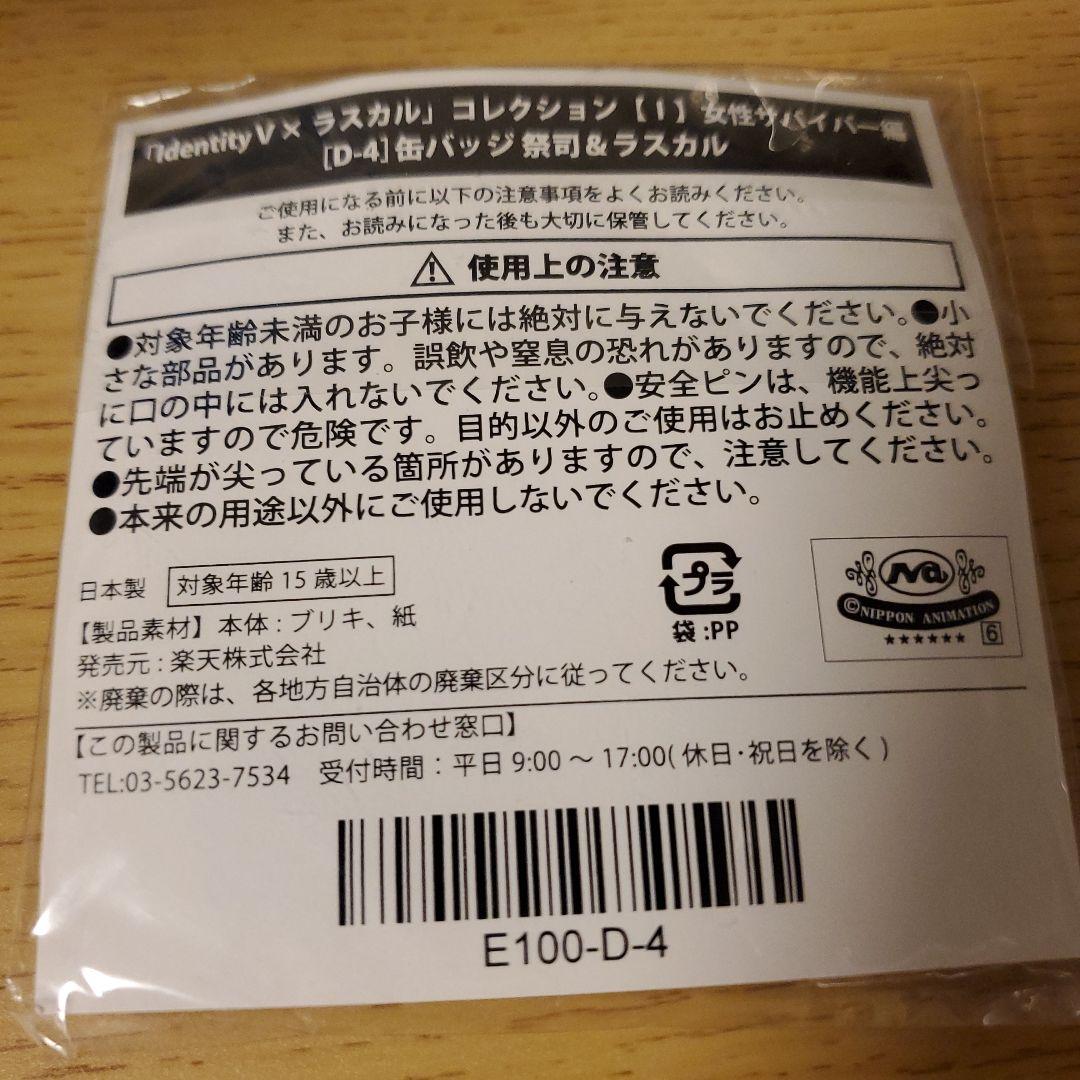 「Identity V × ラスカル」コレクション【Ⅰ】女性サバイバー編
[D-4] 缶バッジ 祭司＆ラスカル
ご使用になる前に以下の注意事項をよくお読みください。
また、お読みになった後も大切に保管してください。
⚠ 使用上の注意
●対象年齢未満のお子様には絶対に与えないでください。●小
さな部品があります。誤飲や窒息の恐れがありますので、絶対
に口の中には入れないでください。●安全ピンは、機能上尖っ
ていますので危険です。目的以外のご使用はお止めください。
●先端が尖っている箇所がありますので、注意してください。
●本来の用途以外にご使用しないでください。
日本製 対象年齢 15 歳以上
【製品素材】本体 : ブリキ、紙
発売元 : 楽天株式会社
※廃棄の際は、各地方自治体の廃棄区分に従ってください。
プラ
袋 :PP
NA
©NIPPON ANIMATION
★★★★★★ 6
【この製品に関するお問い合わせ窓口】
TEL:03-5623-7534 受付時間：平日 9:00 ～ 17:00( 休日･祝日を除く )
E100-D-4